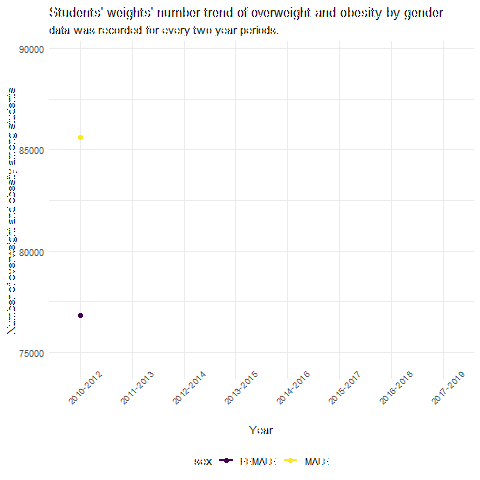 Students' weights' number trend of overweight and obesity by gender
data was recorded for every two year periods.
Number of overweight and obesity among students
90000
85000
80000
75000
2010-2012
2011-2013
2012-2014
2013-2015
2014-2016
2015-2017
2016-2018
2017-2019
Year
sex FEMALE MALE